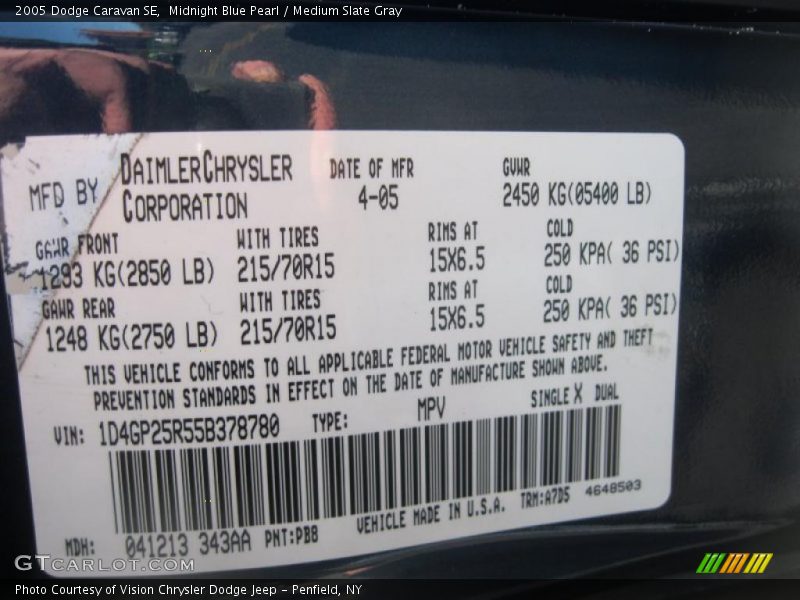 2005 Dodge Caravan SE, Midnight Blue Pearl / Medium Slate Gray
MFD BY DAIMLERCHRYSLER CORPORATION DATE OF MFR 4-05 GVWR 2450 KG(05400 LB)
GAWR FRONT WITH TIRES RIMS AT COLD
1293 KG(2850 LB) 215/70R15 15X6.5 250 KPA( 36 PSI)
GAWR REAR WITH TIRES RIMS AT COLD
1248 KG(2750 LB) 215/70R15 15X6.5 250 KPA( 36 PSI)
THIS VEHICLE CONFORMS TO ALL APPLICABLE FEDERAL MOTOR VEHICLE SAFETY AND THEFT
PREVENTION STANDARDS IN EFFECT ON THE DATE OF MANUFACTURE SHOWN ABOVE.
VIN: 1D4GP25R55B378780 TYPE: MPV SINGLE X DUAL
MDH: 041213 343AA PNT:PB8 VEHICLE MADE IN U.S.A. TRM:A7D5 4648503
GTCARLOT.COM
Photo Courtesy of Vision Chrysler Dodge Jeep – Penfield, NY